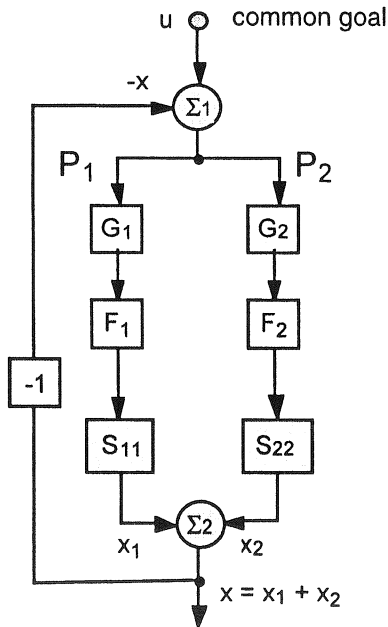 u common goal
-x
Σ1
P1 P2
G1 G2
F1 F2
-1
S11 S22
Σ2
x1 x2
x = x1 + x2